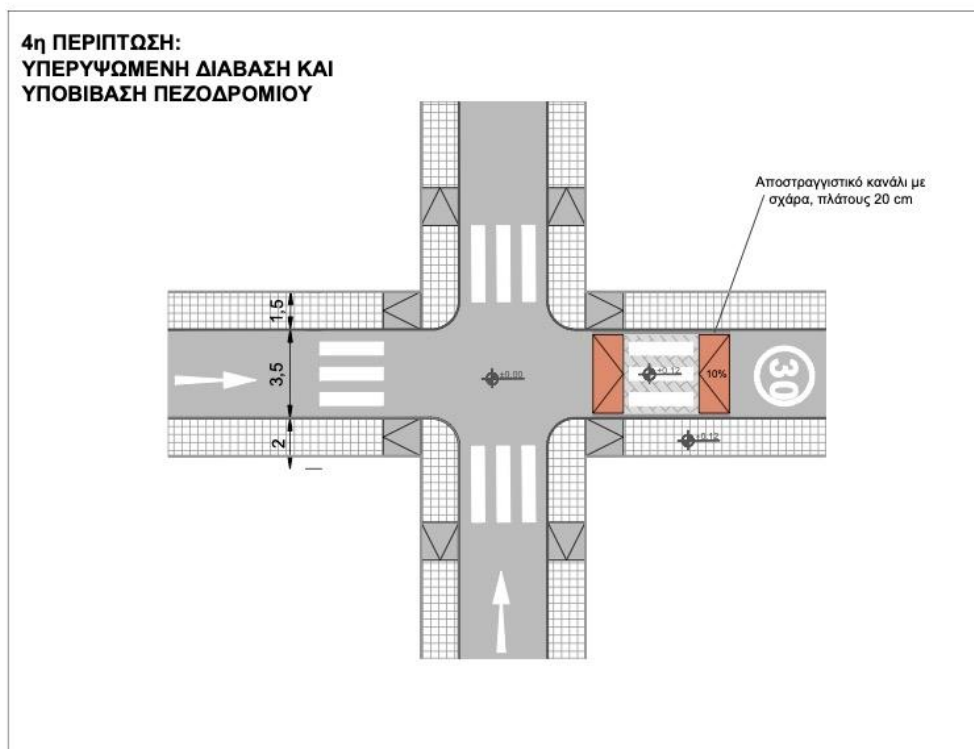 4η ΠΕΡΙΠΤΩΣΗ:
ΥΠΕΡΥΨΩΜΕΝΗ ΔΙΑΒΑΣΗ ΚΑΙ
ΥΠΟΒΙΒΑΣΗ ΠΕΖΟΔΡΟΜΙΟΥ
Αποστραγγιστικό κανάλι με
σχάρα, πλάτους 20 cm
1,5
3,5
2
±0.00
+0.12
10%
30
+0.12